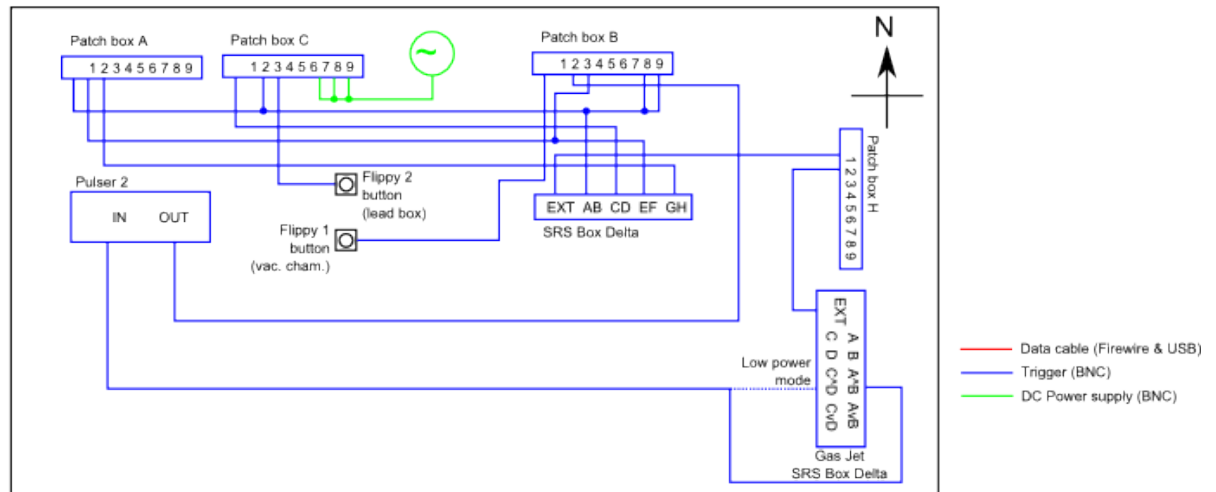 Patch box A
1 2 3 4 5 6 7 8 9
Patch box C
1 2 3 4 5 6 7 8 9
~
Patch box B
1 2 3 4 5 6 7 8 9
N
Patch box H
1 2 3 4 5 6 7 8 9
Pulser 2
IN OUT
Flippy 2
button
(lead box)
Flippy 1
button
(vac. cham.)
EXT AB CD EF GH
SRS Box Delta
EXT A B A^B AvB
C D C^D CvD
Low power
mode
Gas Jet
SRS Box Delta
Data cable (Firewire & USB)
Trigger (BNC)
DC Power supply (BNC)